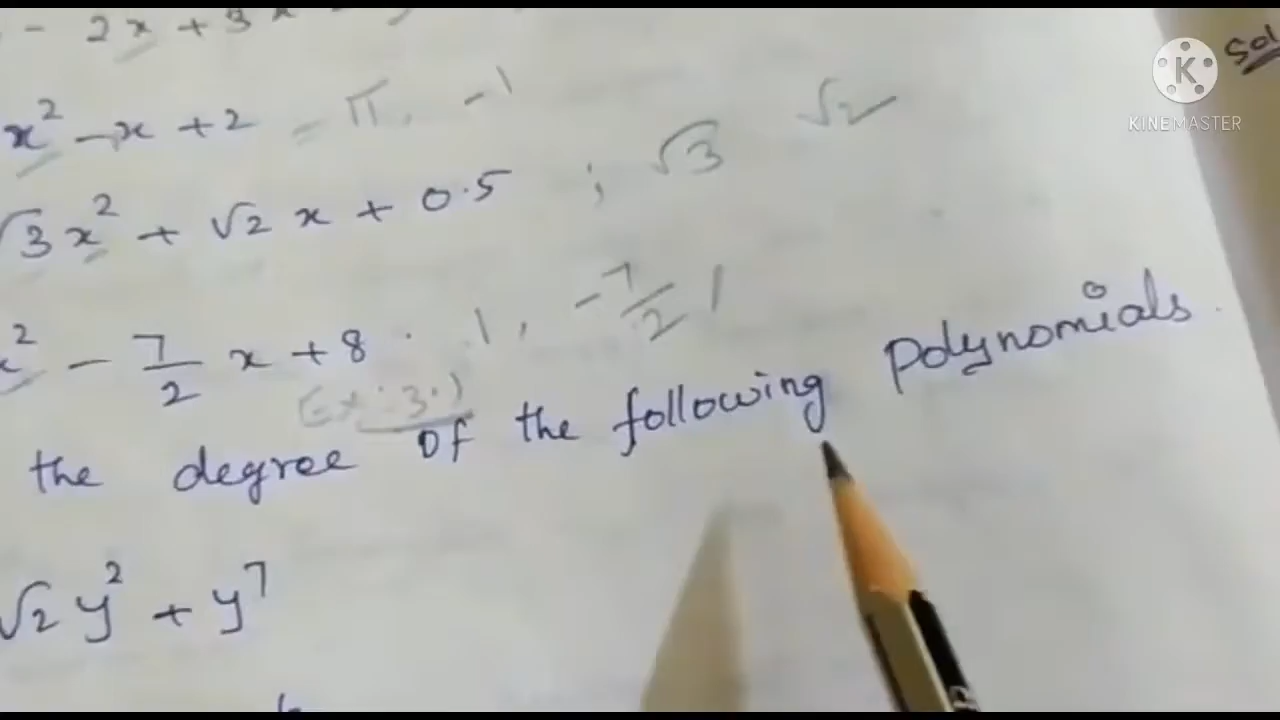 - 2x + 3x
x² - x + 2 = π, -1
√3x² + √2 x + 0.5 ; √3 √2
x² - 7/2 x + 8 . 1, -7/2,
Ex: 3.1
the degree of the following polynomials.
√2 y² + y⁷
Sol
K
KINEMASTER